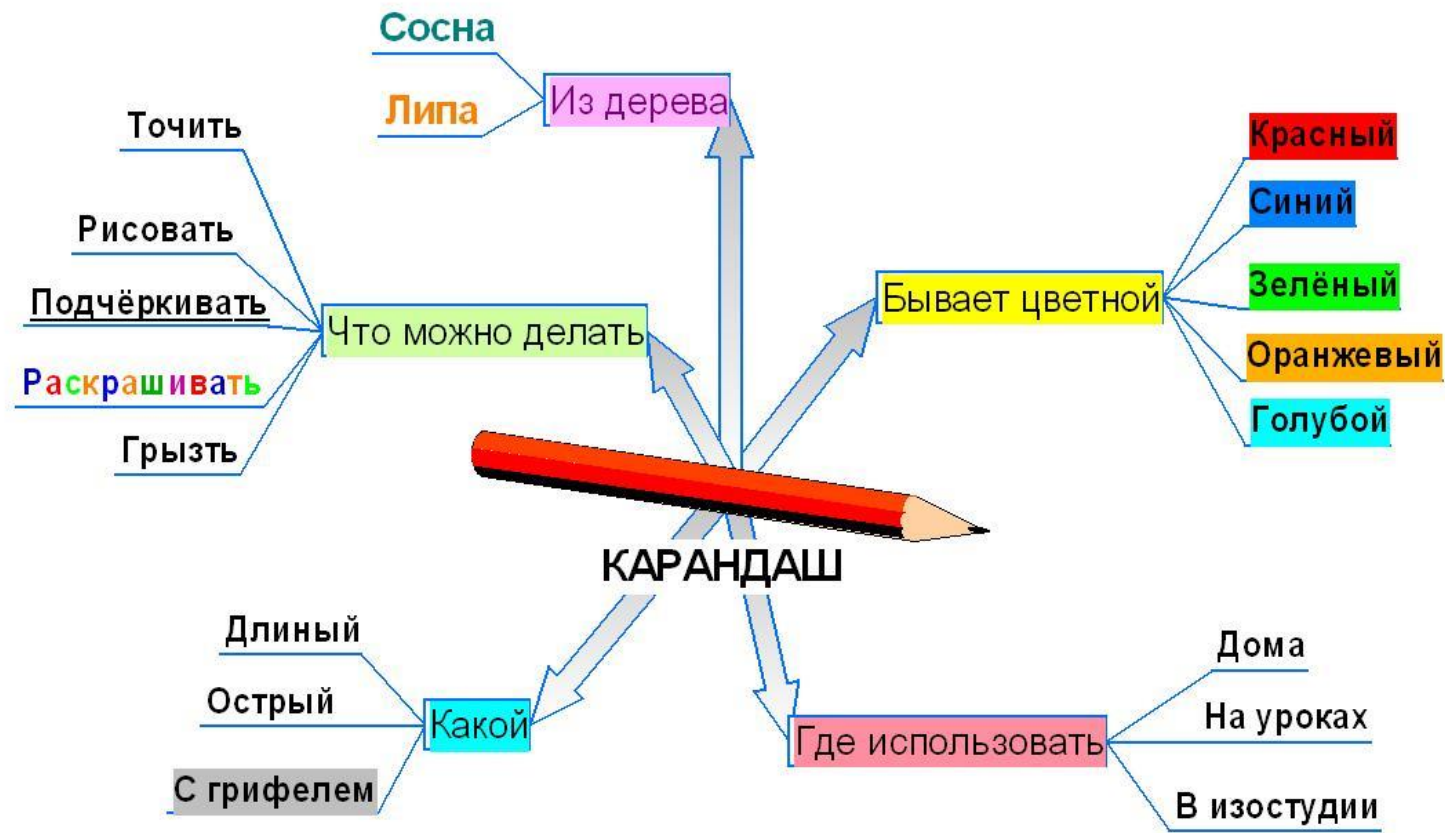 Сосна
Липа
Из дерева
Точить
Рисовать
Подчёркивать
Раскрашивать
Грызть
Что можно делать
Бывает цветной
Красный
Синий
Зелёный
Оранжевый
Голубой
КАРАНДАШ
Длиный
Острый
С грифелем
Какой
Где использовать
Дома
На уроках
В изостудии